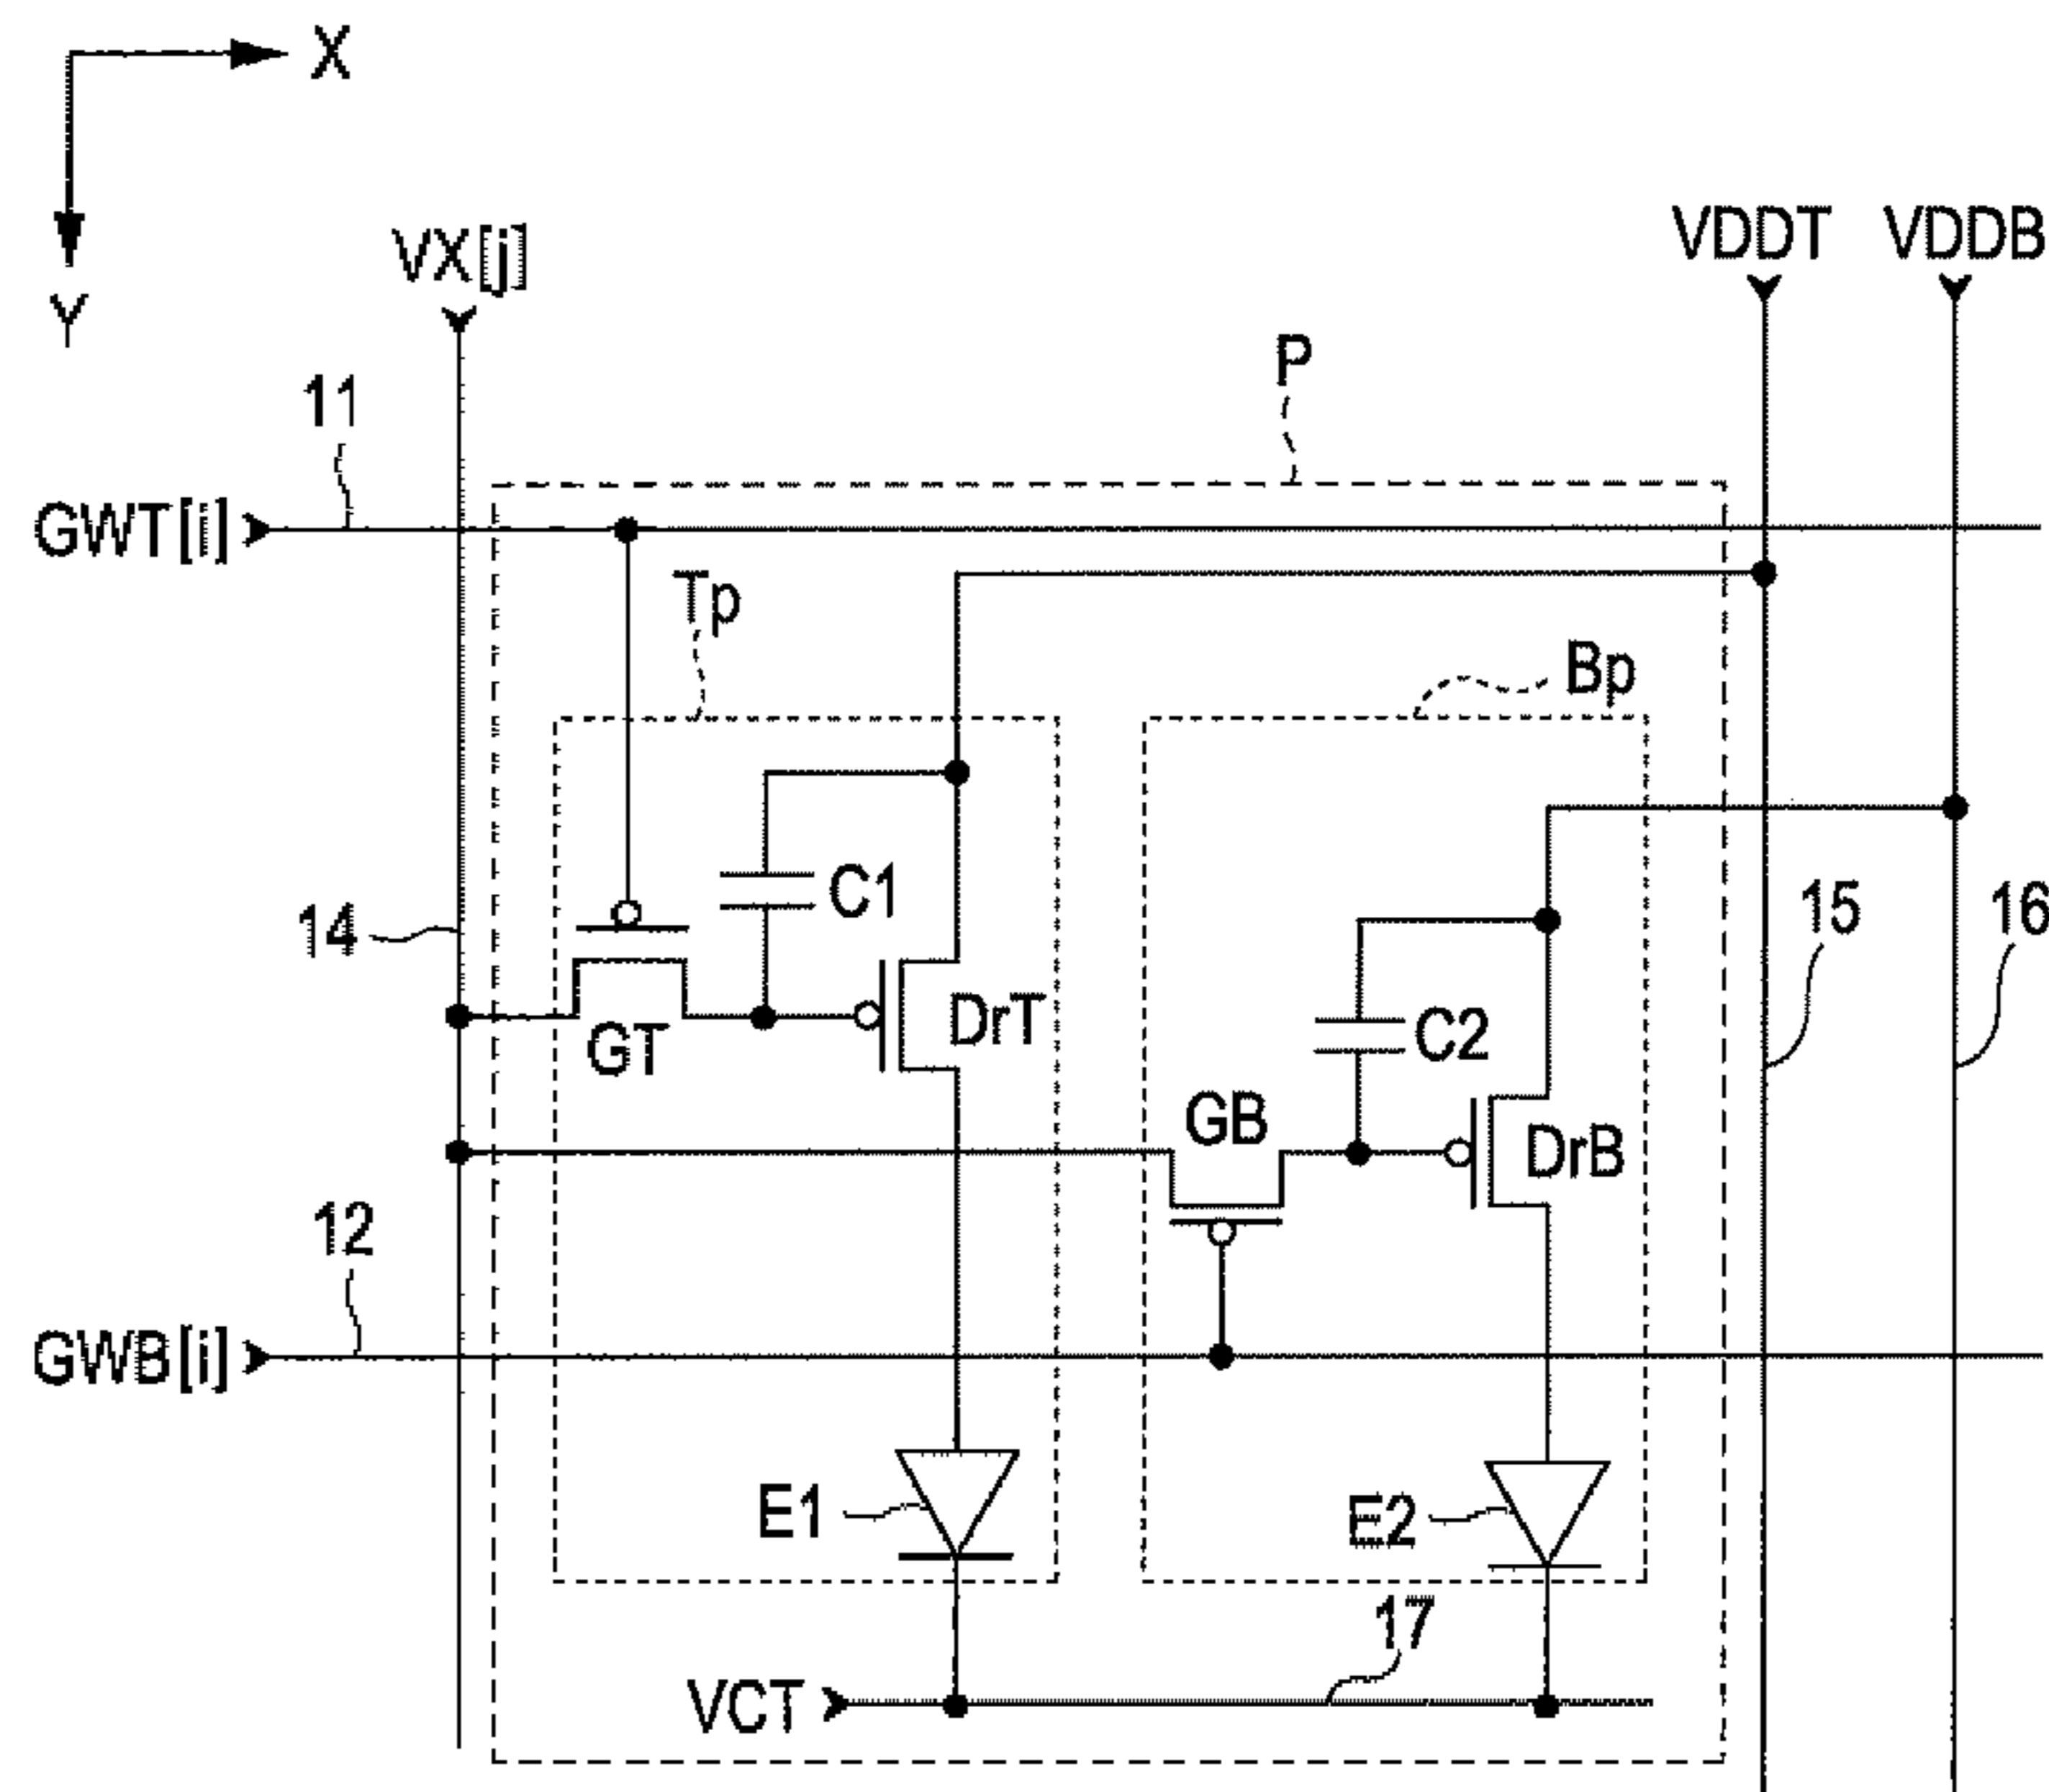 X
Y
VX[j]
VDDT
VDDB
P
11
GWT[i]
Tp
Bp
C1
15
16
14
DrT
GT
C2
GB
DrB
12
GWB[i]
E1
E2
17
VCT